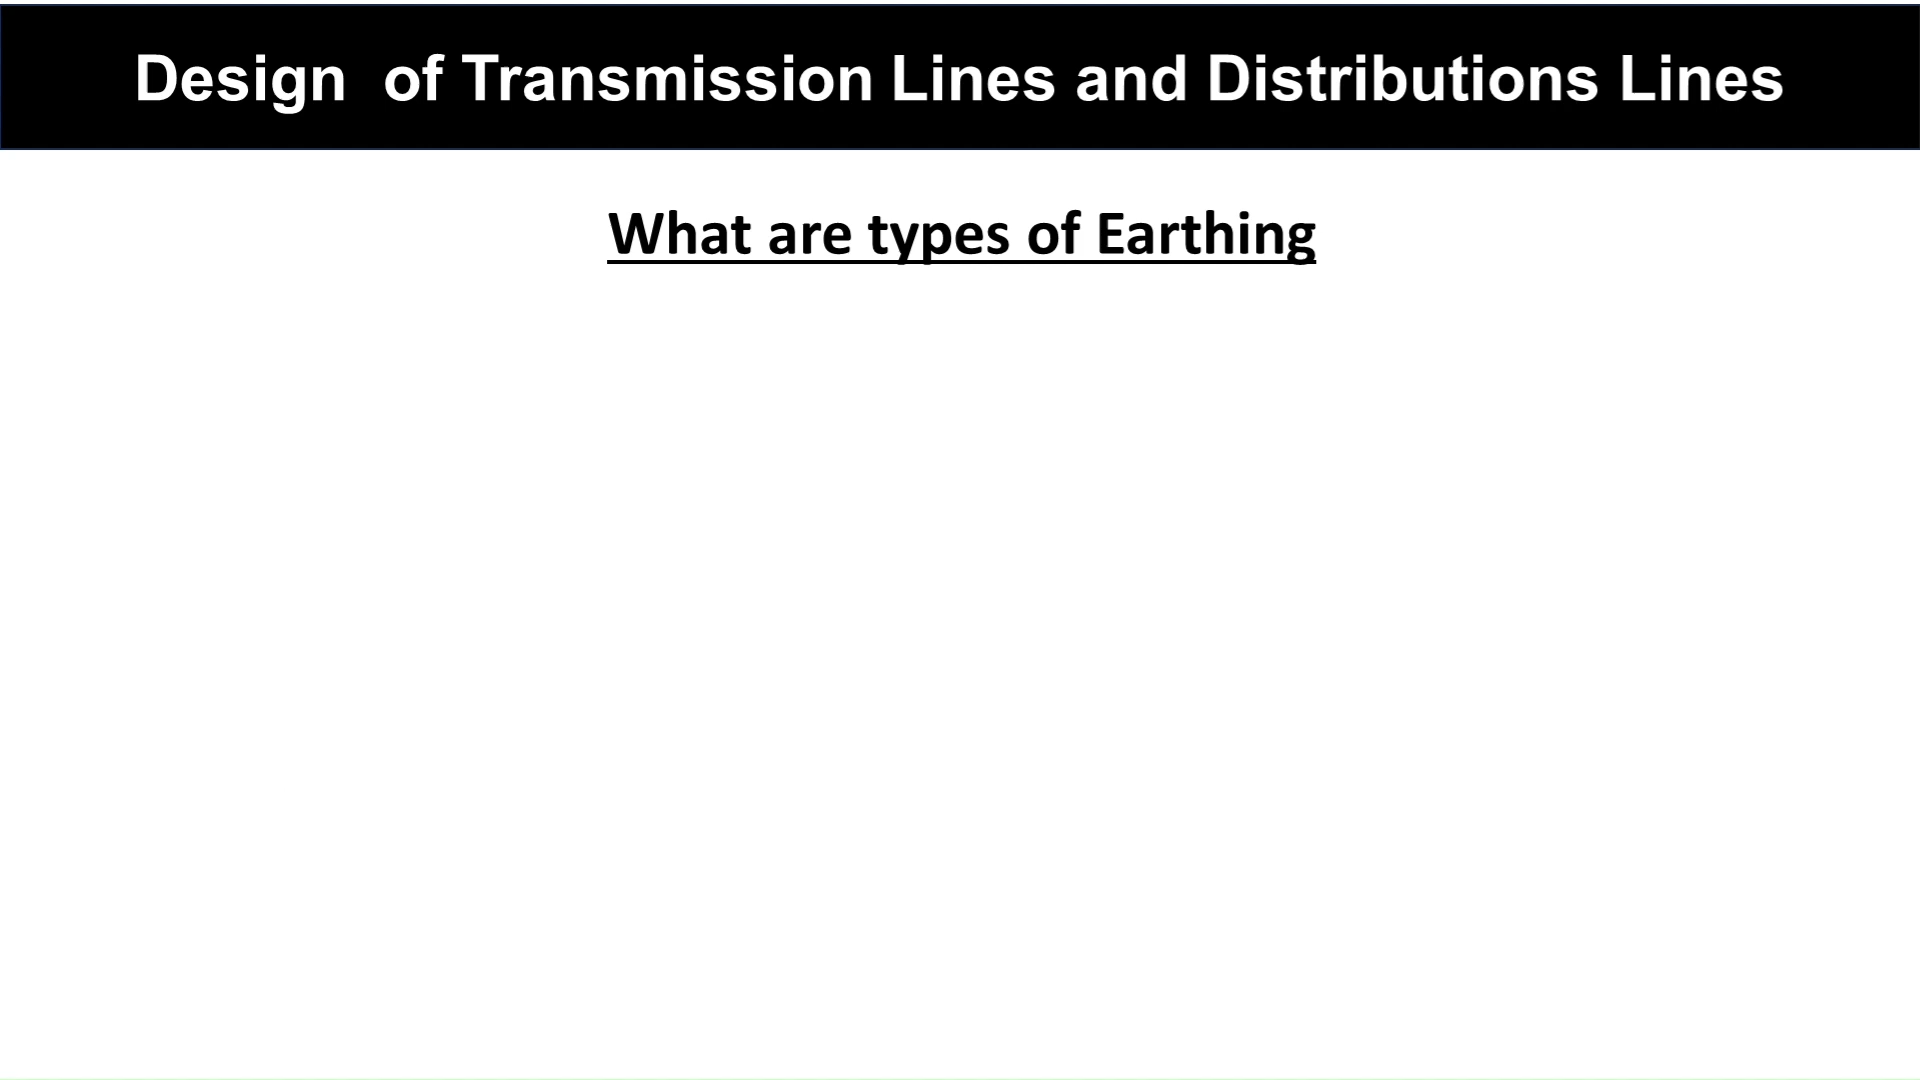 Design  of Transmission Lines and Distributions Lines
What are types of Earthing